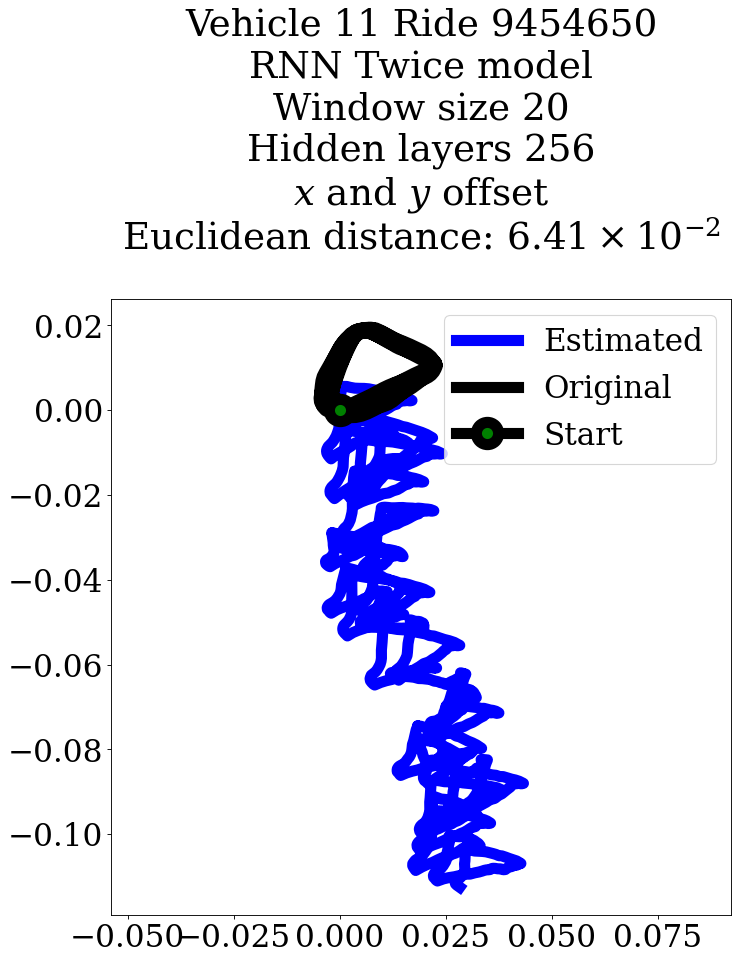 Vehicle 11 Ride 9454650
RNN Twice model
Window size 20
Hidden layers 256
x and y offset
Euclidean distance: 6.41 × 10⁻²
Estimated
Original
Start
0.02
0.00
−0.02
−0.04
−0.06
−0.08
−0.10
−0.050 −0.025 0.000 0.025 0.050 0.075